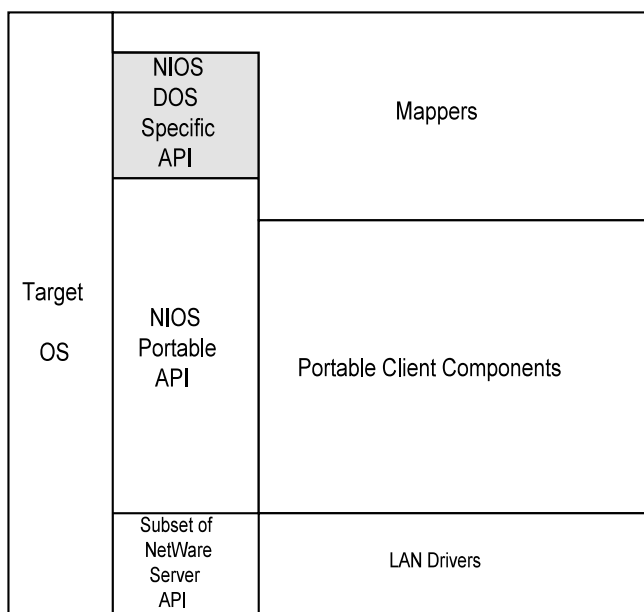 NIOS
DOS
Specific
API
Mappers
Target
OS
NIOS
Portable
API
Portable Client Components
Subset of
NetWare
Server
API
LAN Drivers